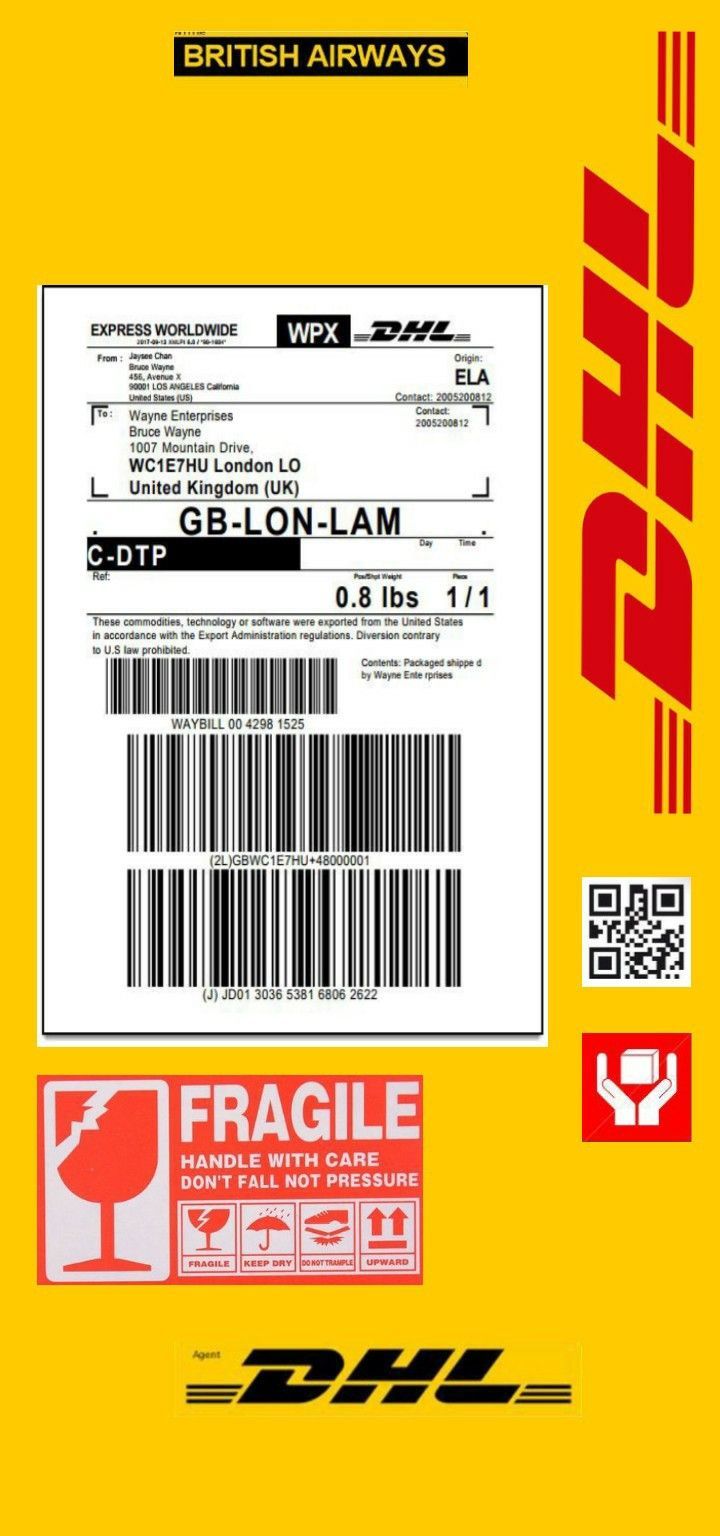 BRITISH AIRWAYS
DHL
EXPRESS WORLDWIDE
2017-09-13 XMLPI 6.0 / *90-1604*
WPX
DHL
From : Jaysee Chan
Bruce Wayne
456, Avenue X
90001 LOS ANGELES California
United States (US)
Origin:
ELA
Contact: 2005200812
To : Wayne Enterprises
Bruce Wayne
1007 Mountain Drive,
WC1E7HU London LO
United Kingdom (UK)
Contact:
2005200812
. GB-LON-LAM .
C-DTP
Day Time
Ref:
Pce/Shpt Weight Piece
0.8 lbs 1 / 1
These commodities, technology or software were exported from the United States
in accordance with the Export Administration regulations. Diversion contrary
to U.S law prohibited.
Contents: Packaged shippe d
by Wayne Ente rprises
WAYBILL 00 4298 1525
(2L)GBWC1E7HU+48000001
(J) JD01 3036 5381 6806 2622
FRAGILE
HANDLE WITH CARE
DON'T FALL NOT PRESSURE
FRAGILE KEEP DRY DO NOT TRAMPLE UPWARD
Agent
DHL